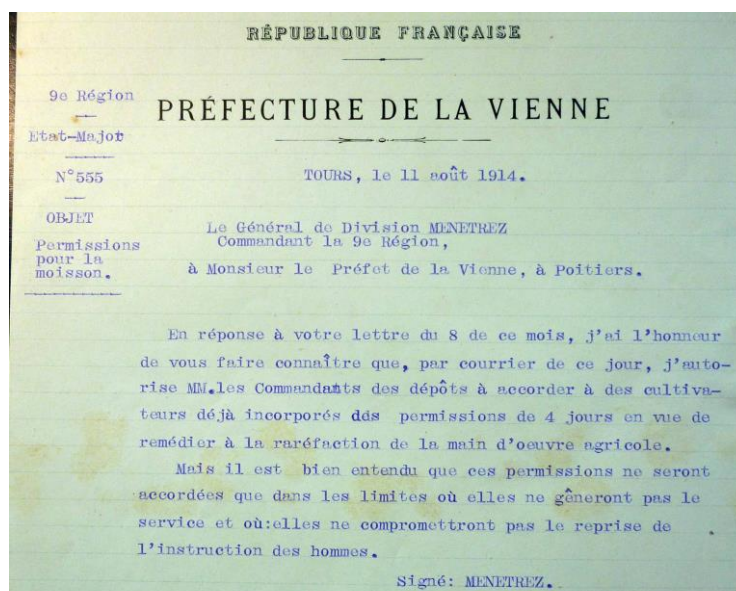 RÉPUBLIQUE FRANÇAISE
9e Région
PRÉFECTURE DE LA VIENNE
Etat-Major
N°555
TOURS, le 11 août 1914.
OBJET
Permissions
pour la
moisson.
Le Général de Division MENETREZ
Commandant la 9e Région,
à Monsieur le Préfet de la Vienne, à Poitiers.
En réponse à votre lettre du 8 de ce mois, j'ai l'honneur
de vous faire connaître que, par courrier de ce jour, j'auto-
rise MM.les Commandants des dépôts à accorder à des cultiva-
teurs déjà incorporés dds permissions de 4 jours en vue de
remédier à la raréfaction de la main d'oeuvre agricole.
Mais il est bien entendu que ces permissions ne seront
accordées que dans les limites où elles ne gêneront pas le
service et où:elles ne compromettront pas le reprise de
l'instruction des hommes.
Signé: MENETREZ.